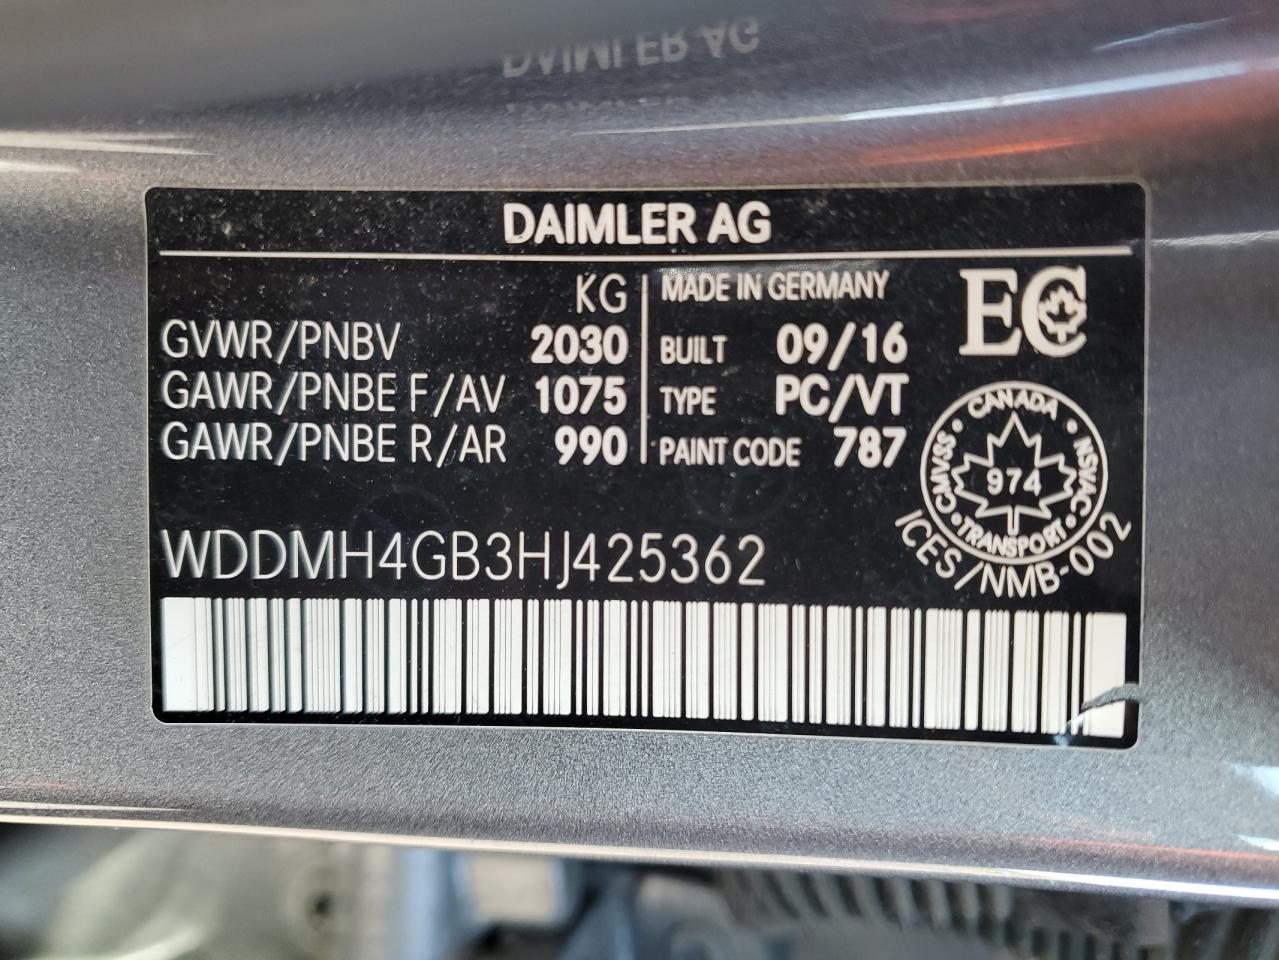 DAIMLER AG
DAIMLER AG
KG
GVWR/PNBV 2030
GAWR/PNBE F/AV 1075
GAWR/PNBE R/AR 990
MADE IN GERMANY
BUILT 09/16
TYPE PC/VT
PAINT CODE 787
EC
CANADA
CMVSS • NSVAC
974
TRANSPORT
ICES/NMB-002
WDDMH4GB3HJ425362